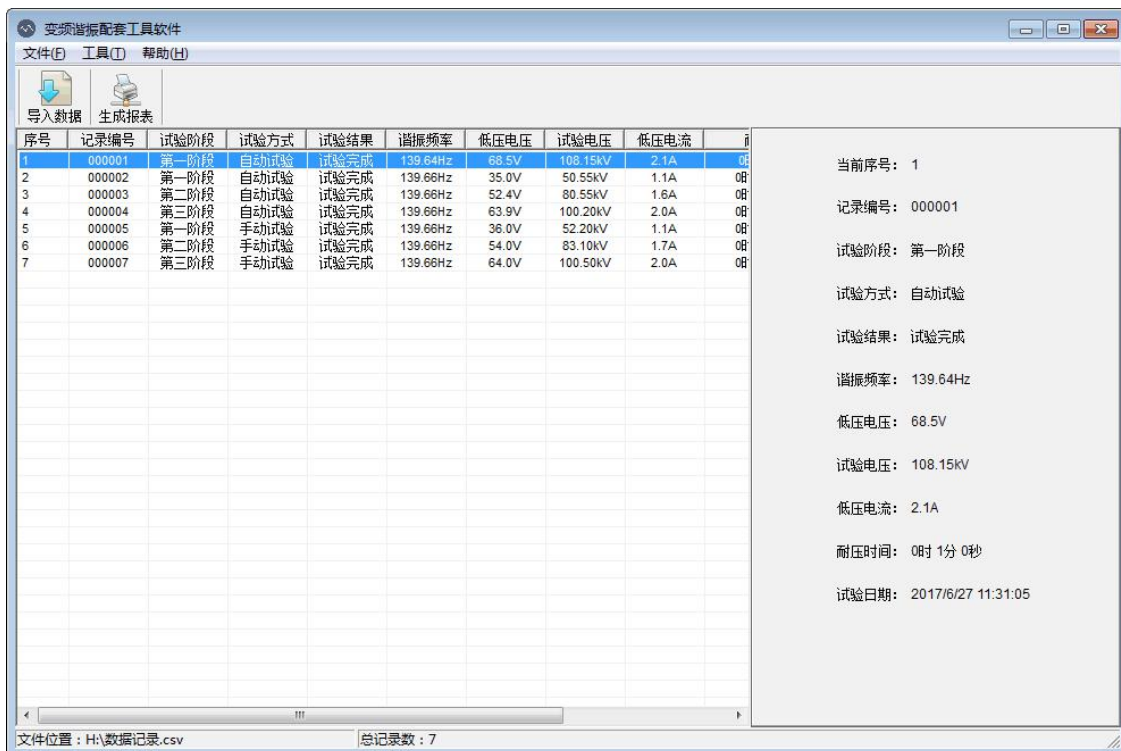 变频谐振配套工具软件
文件(F) 工具(T) 帮助(H)
导入数据 生成报表
序号 记录编号 试验阶段 试验方式 试验结果 谐振频率 低压电压 试验电压 低压电流
1 000001 第一阶段 自动试验 试验完成 139.64Hz 68.5V 108.15kV 2.1A
2 000002 第一阶段 自动试验 试验完成 139.66Hz 35.0V 50.55kV 1.1A 0时
3 000003 第二阶段 自动试验 试验完成 139.66Hz 52.4V 80.55kV 1.6A 0时
4 000004 第三阶段 自动试验 试验完成 139.66Hz 63.9V 100.20kV 2.0A 0时
5 000005 第一阶段 手动试验 试验完成 139.66Hz 36.0V 52.20kV 1.1A 0时
6 000006 第二阶段 手动试验 试验完成 139.66Hz 54.0V 83.10kV 1.7A 0时
7 000007 第三阶段 手动试验 试验完成 139.66Hz 64.0V 100.50kV 2.0A 0时
当前序号： 1
记录编号： 000001
试验阶段： 第一阶段
试验方式： 自动试验
试验结果： 试验完成
谐振频率： 139.64Hz
低压电压： 68.5V
试验电压： 108.15kV
低压电流： 2.1A
耐压时间： 0时 1分 0秒
试验日期： 2017/6/27 11:31:05
文件位置：H:\数据记录.csv 总记录数：7